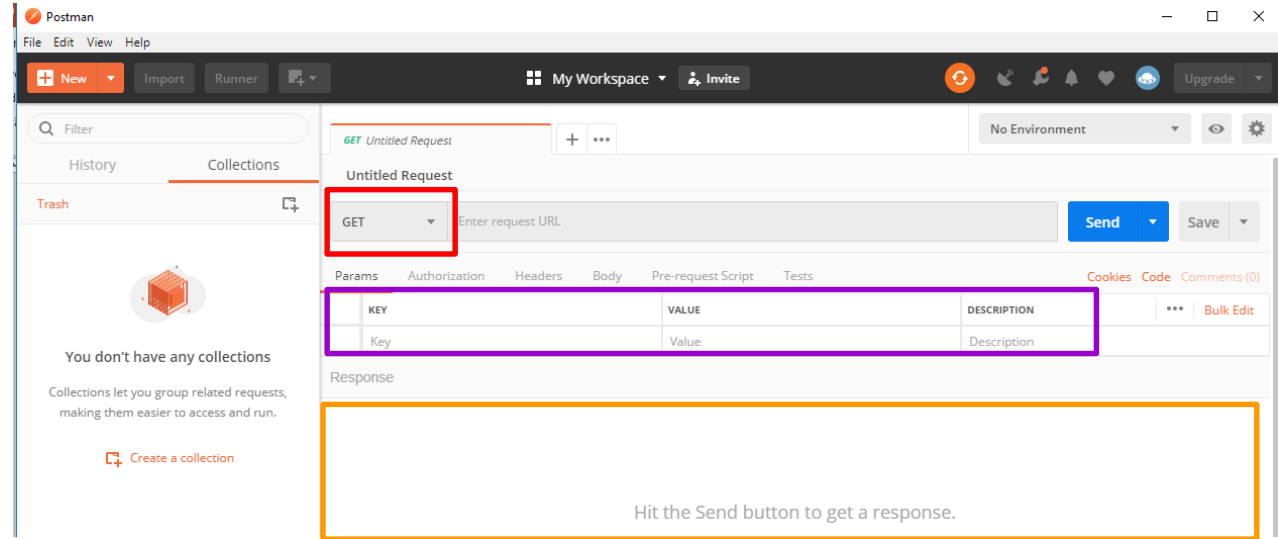 Postman
File Edit View Help
New Import Runner My Workspace Invite Upgrade
Filter
History Collections
Trash
You don't have any collections
Collections let you group related requests,
making them easier to access and run.
Create a collection
GET Untitled Request
No Environment
Untitled Request
GET Enter request URL Send Save
Params Authorization Headers Body Pre-request Script Tests Cookies Code Comments (0)
KEY VALUE DESCRIPTION Bulk Edit
Key Value Description
Response
Hit the Send button to get a response.